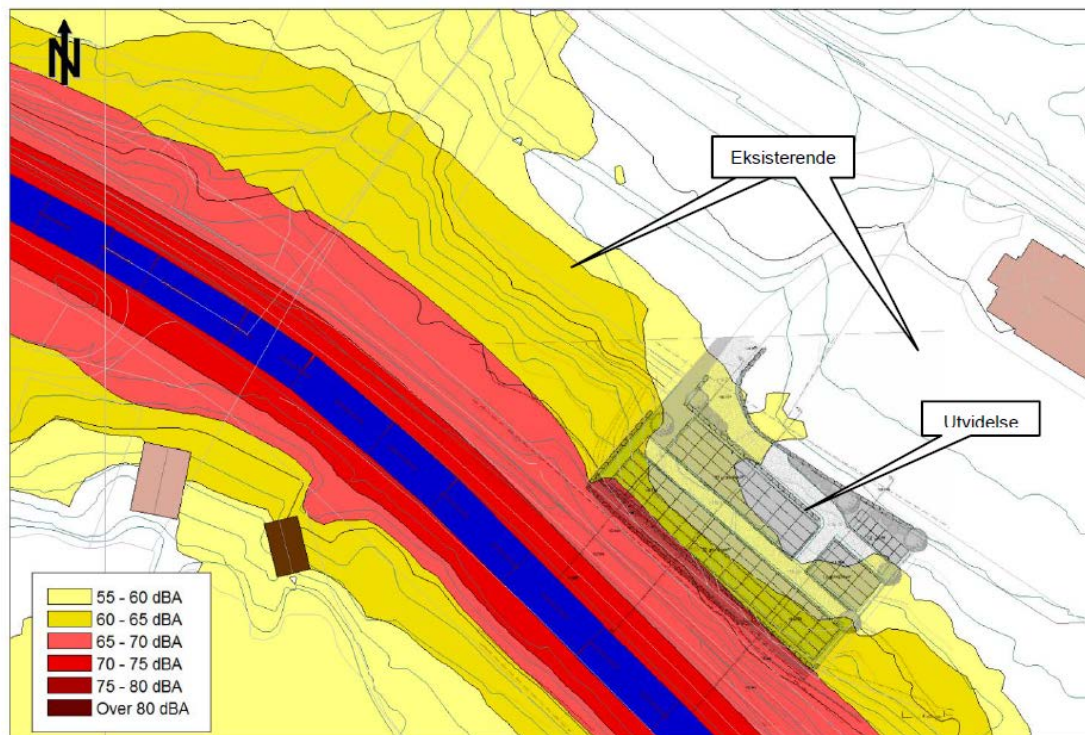 N
Eksisterende
Utvidelse
55 - 60 dBA
60 - 65 dBA
65 - 70 dBA
70 - 75 dBA
75 - 80 dBA
Over 80 dBA